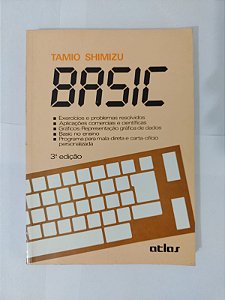 TAMIO SHIMIZU
BASIC
Exercícios e problemas resolvidos
Aplicações comerciais e científicas
Gráficos: Representação gráfica de dados
Basic no ensino
Programa para mala-direta e carta-ofício
personalizada
3ª edição
atlas